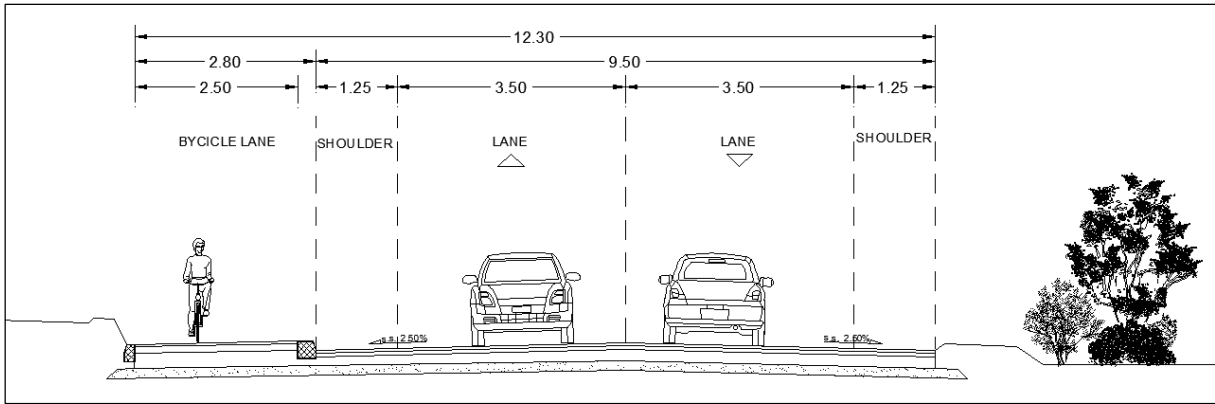 12.30
2.80 9.50
2.50 1.25 3.50 3.50 1.25
BYCICLE LANE SHOULDER LANE LANE SHOULDER
s.s. 2.50% s.s. 2.50%